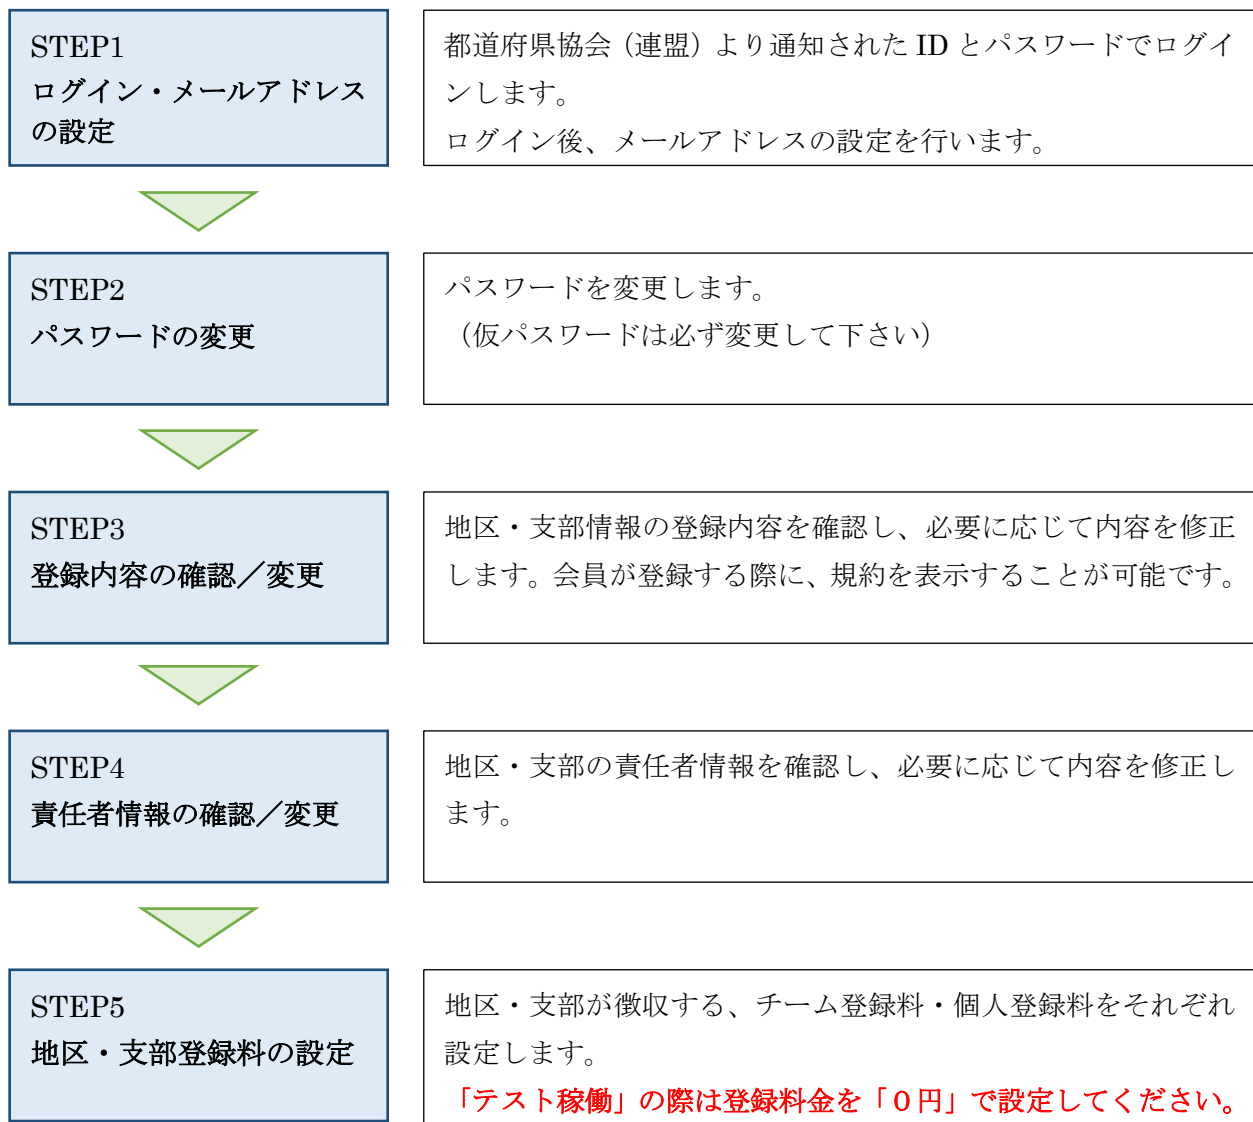 STEP1
ログイン・メールアドレス
の設定
都道府県協会（連盟）より通知された ID とパスワードでログイ
ンします。
ログイン後、メールアドレスの設定を行います。
STEP2
パスワードの変更
パスワードを変更します。
（仮パスワードは必ず変更して下さい）
STEP3
登録内容の確認／変更
地区・支部情報の登録内容を確認し、必要に応じて内容を修正
します。会員が登録する際に、規約を表示することが可能です。
STEP4
責任者情報の確認／変更
地区・支部の責任者情報を確認し、必要に応じて内容を修正し
ます。
STEP5
地区・支部登録料の設定
地区・支部が徴収する、チーム登録料・個人登録料をそれぞれ
設定します。
「テスト稼働」の際は登録料金を「０円」で設定してください。